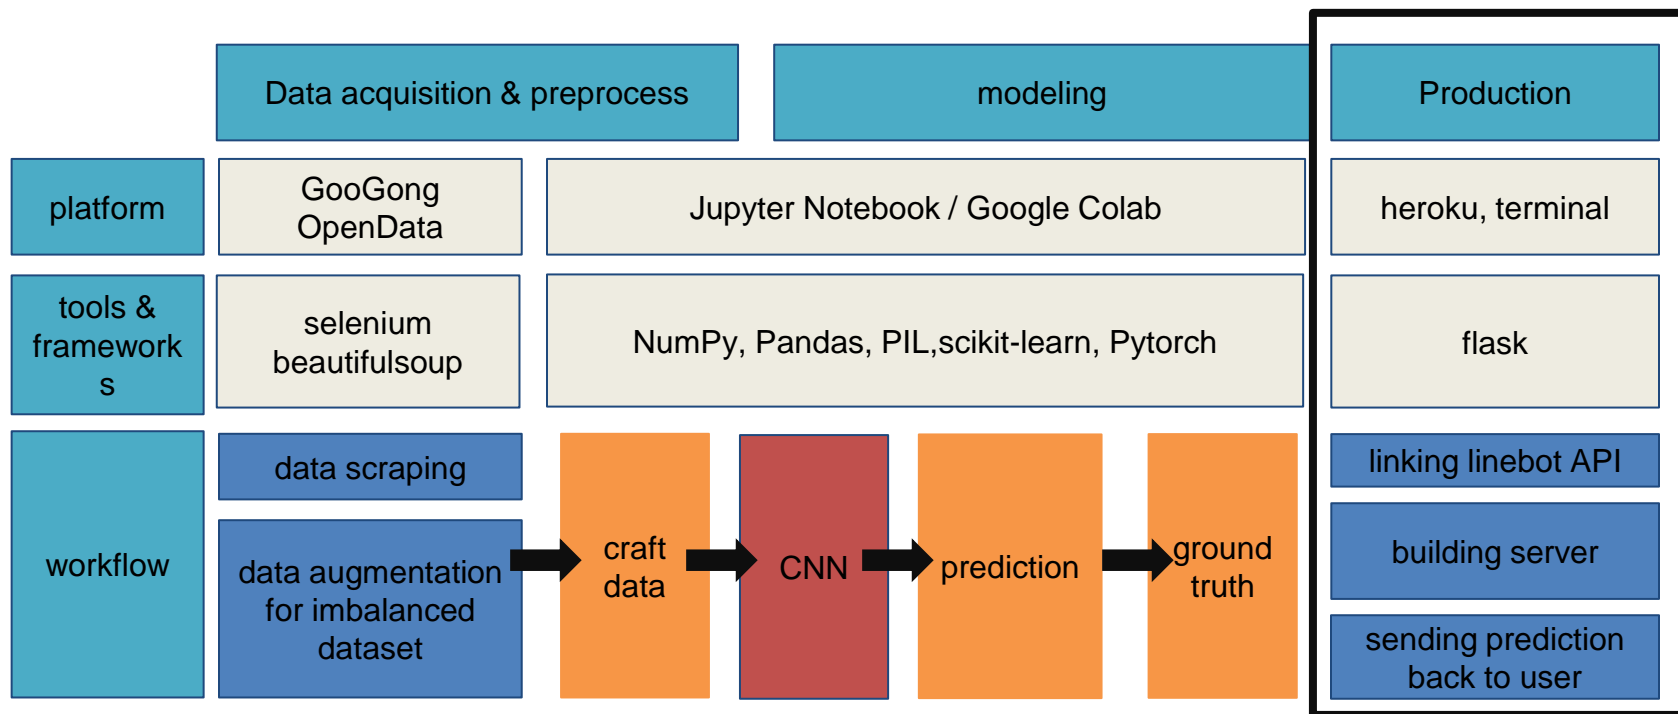 Data acquisition & preprocess
modeling
Production
platform
GooGong
OpenData
Jupyter Notebook / Google Colab
heroku, terminal
tools &
framework
s
selenium
beautifulsoup
NumPy, Pandas, PIL,scikit-learn, Pytorch
flask
workflow
data scraping
data augmentation
for imbalanced
dataset
craft
data
CNN
prediction
ground
truth
linking linebot API
building server
sending prediction
back to user